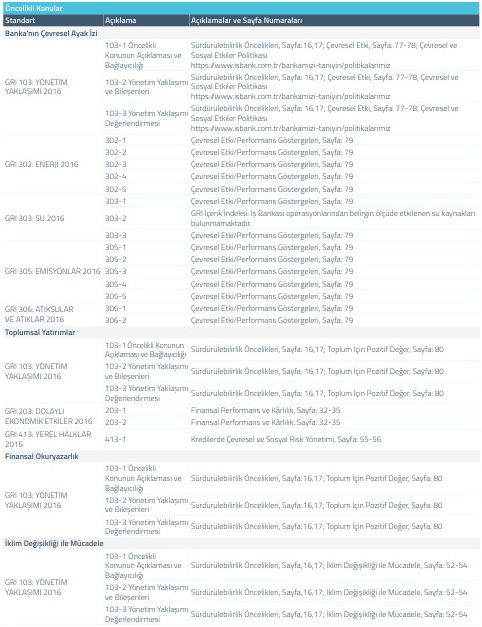 Öncelikli Konular
Standart Açıklama Açıklamalar ve Sayfa Numaraları
Banka'nın Çevresel Ayak İzi
GRI 103: YÖNETİM
YAKLAŞIMI 2016
103-1 Öncelikli
Konunun Açıklaması ve
Bağlayıcılığı
Sürdürülebilirlik Öncelikleri, Sayfa: 16,17; Çevresel Etki, Sayfa: 77-78; Çevresel ve
Sosyal Etkiler Politikası
https://www.isbank.com.tr/bankamizi-taniyin/politikalarimiz
103-2 Yönetim Yaklaşımı
ve Bileşenleri
Sürdürülebilirlik Öncelikleri, Sayfa: 16,17; Çevresel Etki, Sayfa: 77-78; Çevresel ve
Sosyal Etkiler Politikası
https://www.isbank.com.tr/bankamizi-taniyin/politikalarimiz
103-3 Yönetim Yaklaşımı
Değerlendirmesi
Sürdürülebilirlik Öncelikleri, Sayfa: 16,17; Çevresel Etki, Sayfa: 77-78; Çevresel ve
Sosyal Etkiler Politikası
https://www.isbank.com.tr/bankamizi-taniyin/politikalarimiz
GRI 302: ENERJİ 2016
302-1 Çevresel Etki/Performans Göstergeleri, Sayfa: 79
302-2 Çevresel Etki/Performans Göstergeleri, Sayfa: 79
302-3 Çevresel Etki/Performans Göstergeleri, Sayfa: 79
302-4 Çevresel Etki/Performans Göstergeleri, Sayfa: 79
302-5 Çevresel Etki/Performans Göstergeleri, Sayfa: 79
GRI 303: SU 2016
303-1 Çevresel Etki/Performans Göstergeleri, Sayfa: 79
303-2 GRI İçerik İndeksi: İş Bankası operasyonlarından belirgin ölçüde etkilenen su kaynakları
bulunmamaktadır.
303-3 Çevresel Etki/Performans Göstergeleri, Sayfa: 79
GRI 305: EMİSYONLAR 2016
305-1 Çevresel Etki/Performans Göstergeleri, Sayfa: 79
305-2 Çevresel Etki/Performans Göstergeleri, Sayfa: 79
305-3 Çevresel Etki/Performans Göstergeleri, Sayfa: 79
305-4 Çevresel Etki/Performans Göstergeleri, Sayfa: 79
305-5 Çevresel Etki/Performans Göstergeleri, Sayfa: 79
GRI 306: ATIKSULAR
VE ATIKLAR 2016
306-1 Çevresel Etki/Performans Göstergeleri, Sayfa: 79
306-2 Çevresel Etki/Performans Göstergeleri, Sayfa: 79
Toplumsal Yatırımlar
GRI 103: YÖNETİM
YAKLAŞIMI 2016
103-1 Öncelikli Konunun
Açıklaması ve Bağlayıcılığı
Sürdürülebilirlik Öncelikleri, Sayfa: 16,17; Toplum İçin Pozitif Değer, Sayfa: 80
103-2 Yönetim Yaklaşımı
ve Bileşenleri
Sürdürülebilirlik Öncelikleri, Sayfa: 16,17; Toplum İçin Pozitif Değer, Sayfa: 80
103-3 Yönetim Yaklaşımı
Değerlendirmesi
Sürdürülebilirlik Öncelikleri, Sayfa: 16,17; Toplum İçin Pozitif Değer, Sayfa: 80
GRI 203: DOLAYLI
EKONOMİK ETKİLER 2016
203-1 Finansal Performans ve Kârlılık, Sayfa: 32-35
203-2 Finansal Performans ve Kârlılık, Sayfa: 32-35
GRI 413: YEREL HALKLAR
2016
413-1 Kredilerde Çevresel ve Sosyal Risk Yönetimi, Sayfa: 55-56
Finansal Okuryazarlık
GRI 103: YÖNETİM
YAKLAŞIMI 2016
103-1 Öncelikli
Konunun Açıklaması ve
Bağlayıcılığı
Sürdürülebilirlik Öncelikleri, Sayfa:16,17; Toplum İçin Pozitif Değer, Sayfa: 80
103-2 Yönetim Yaklaşımı
ve Bileşenleri
Sürdürülebilirlik Öncelikleri, Sayfa:16,17; Toplum İçin Pozitif Değer, Sayfa: 80
103-3 Yönetim Yaklaşımı
Değerlendirmesi
Sürdürülebilirlik Öncelikleri, Sayfa:16,17; Toplum İçin Pozitif Değer, Sayfa: 80
İklim Değişikliği ile Mücadele
GRI 103: YÖNETİM
YAKLAŞIMI 2016
103-1 Öncelikli
Konunun Açıklaması ve
Bağlayıcılığı
Sürdürülebilirlik Öncelikleri, Sayfa:16,17; İklim Değişikliği ile Mücadele, Sayfa: 52-54
103-2 Yönetim Yaklaşımı
ve Bileşenleri
Sürdürülebilirlik Öncelikleri, Sayfa,16,17; İklim Değişikliği ile Mücadele, Sayfa: 52-54
103-3 Yönetim Yaklaşımı
Değerlendirmesi
Sürdürülebilirlik Öncelikleri, Sayfa,16,17; İklim Değişikliği ile Mücadele, Sayfa: 52-54